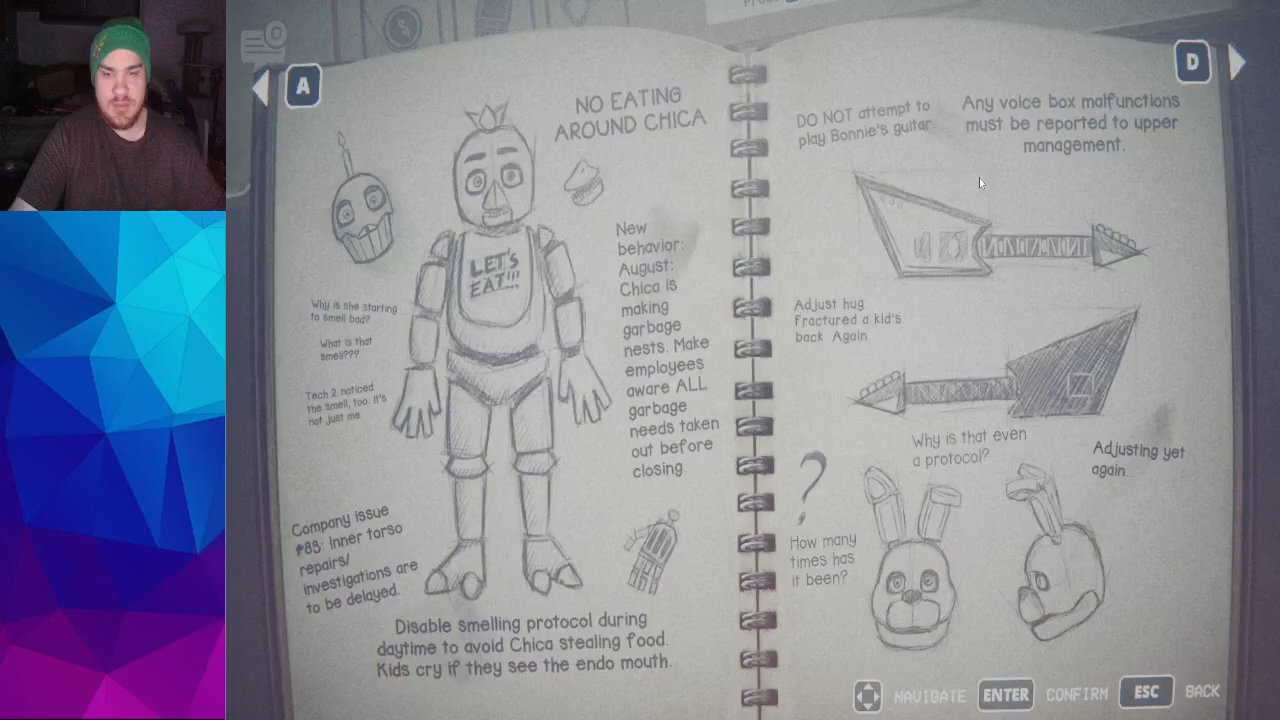 A
D
NO EATING
AROUND CHICA
LET'S
EAT!!!
New
behavior:
August:
Chica is
making
garbage
nests. Make
employees
aware ALL
garbage
needs taken
out before
closing.
Why is she starting
to smell bad?
What is that
smell???
Tech 2 noticed
the smell, too. It's
not just me
Company issue
#83: Inner torso
repairs/
investigations are
to be delayed.
Disable smelling protocol during
daytime to avoid Chica stealing food.
Kids cry if they see the endo mouth.
DO NOT attempt to
play Bonnie's guitar
Any voice box malfunctions
must be reported to upper
management.
Adjust hug
Fractured a kid's
back Again
Why is that even
a protocol?
Adjusting yet
again...
?
How many
times has
it been?
NAVIGATE
ENTER
CONFIRM
ESC
BACK